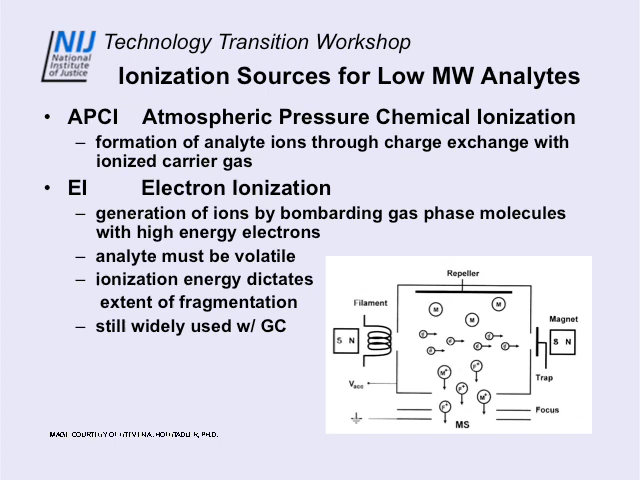 NIJ
National
Institute
of Justice
Technology Transition Workshop
Ionization Sources for Low MW Analytes
• APCI Atmospheric Pressure Chemical Ionization
– formation of analyte ions through charge exchange with
ionized carrier gas
• EI Electron Ionization
– generation of ions by bombarding gas phase molecules
with high energy electrons
– analyte must be volatile
– ionization energy dictates
extent of fragmentation
– still widely used w/ GC
Repeller
Filament
M M
M
Magnet
S N
S N
e e
e e e
M+ F+
Trap
Vacc
F+ M+
F+
Focus
MS
COURTESY PH.D.